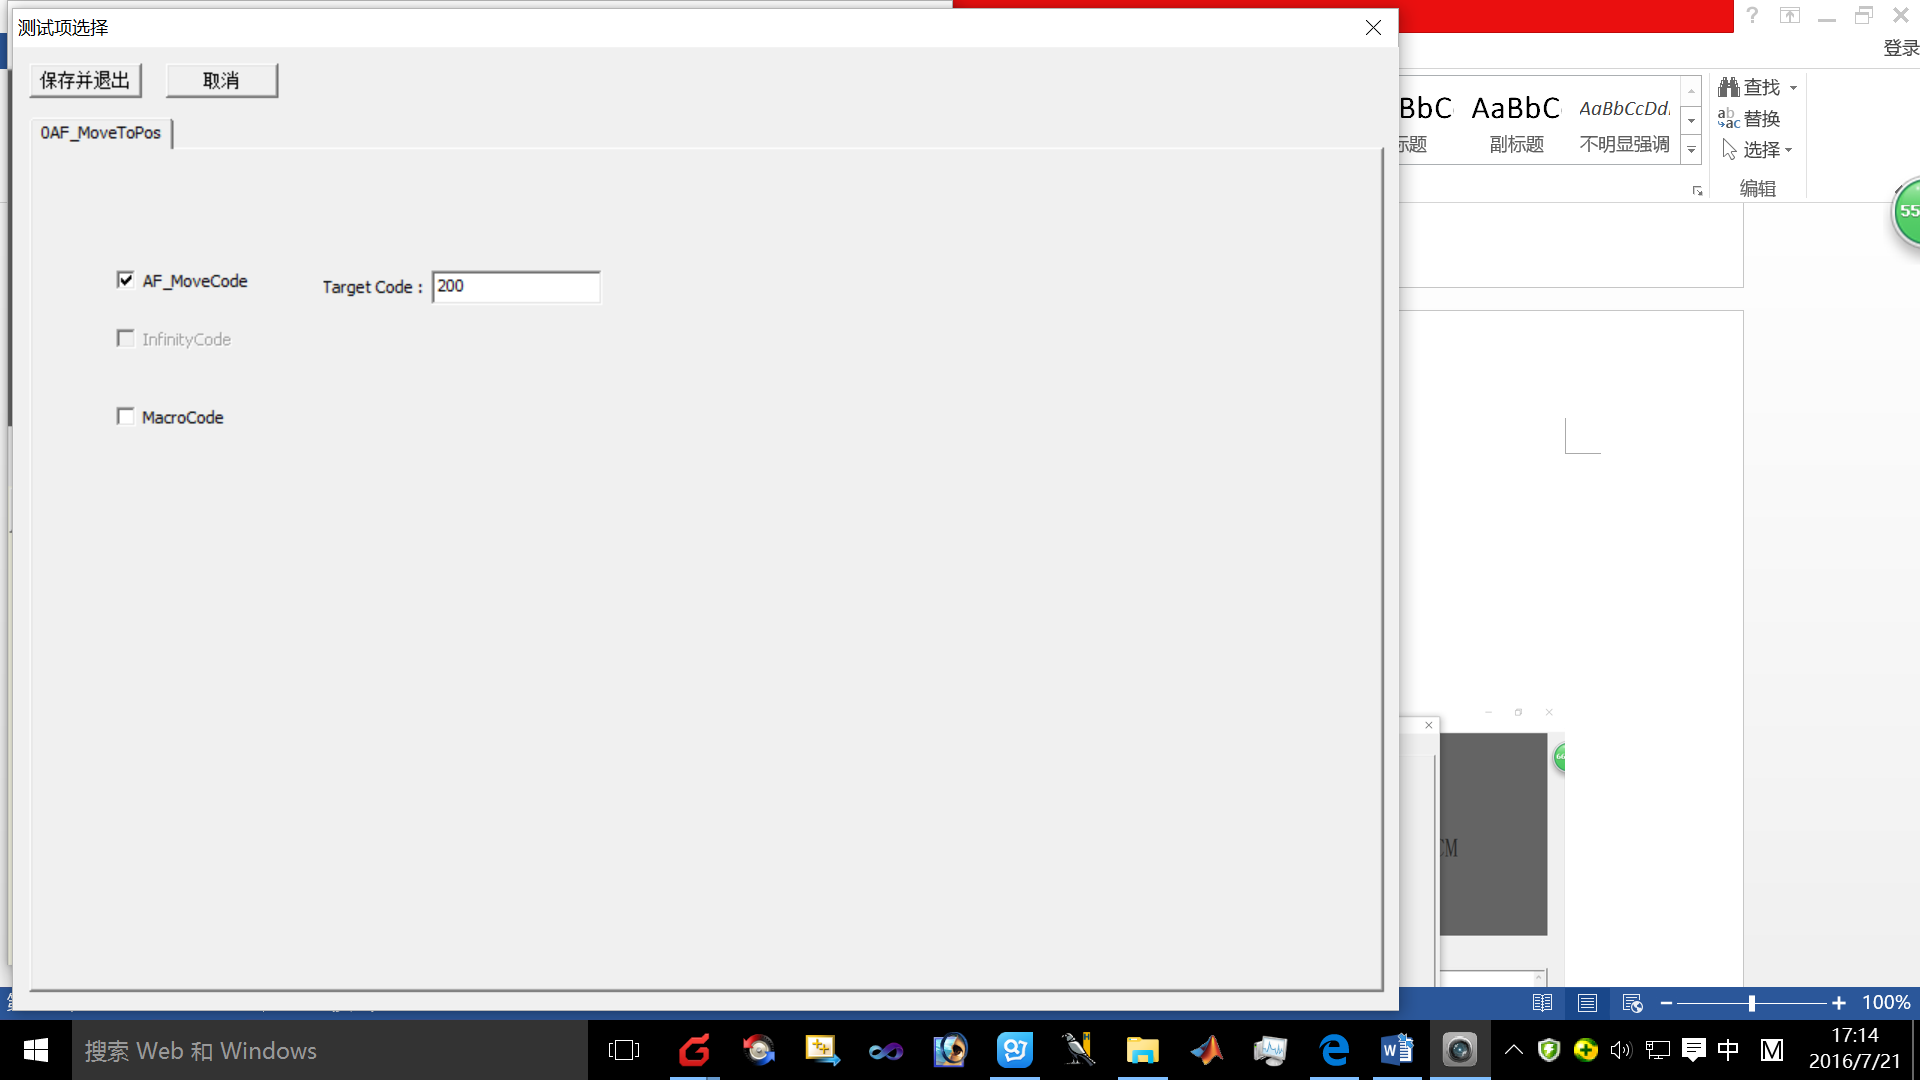 测试项选择
保存并退出 取消
0AF_MoveToPos
AF_MoveCode Target Code : 200
InfinityCode
MacroCode
登录
BbC AaBbC AaBbCcDd
标题 副标题 不明显强调
查找
替换
选择
编辑
55
CM
100%
搜索 Web 和 Windows
中
M
17:14
2016/7/21